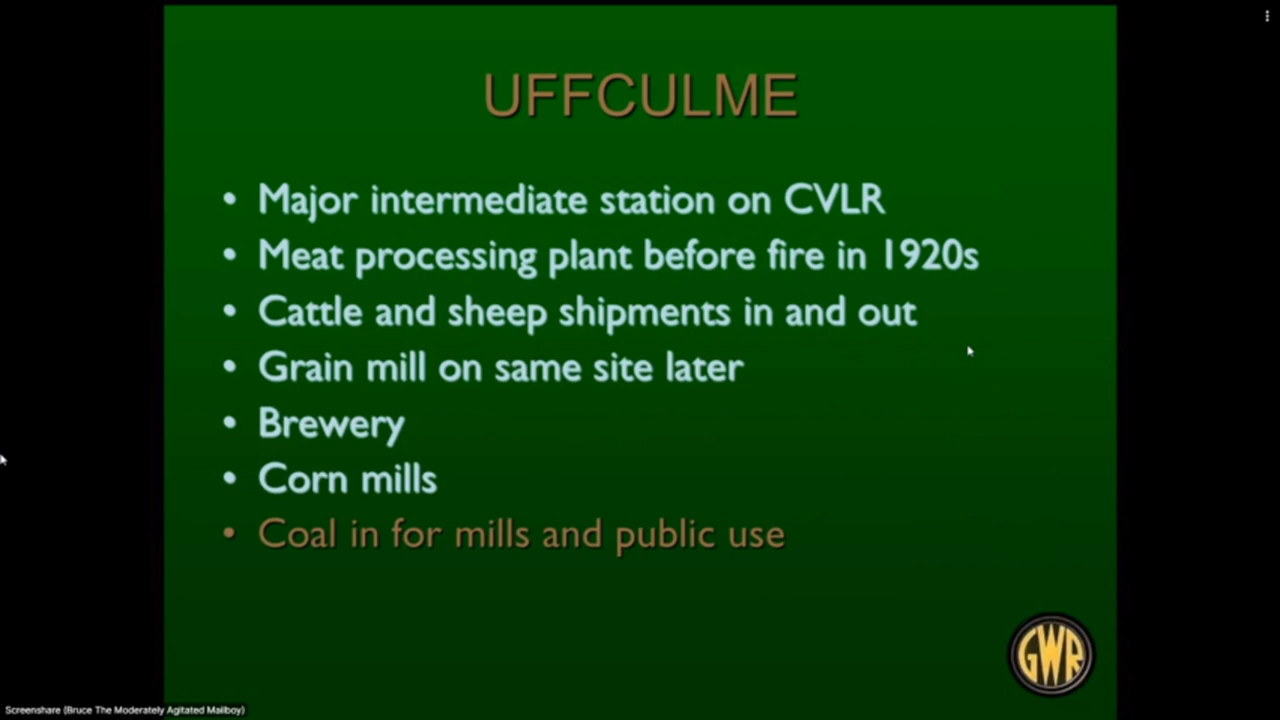 UFFCULME
• Major intermediate station on CVLR
• Meat processing plant before fire in 1920s
• Cattle and sheep shipments in and out
• Grain mill on same site later
• Brewery
• Corn mills
• Coal in for mills and public use
GWR
Screenshare (Bruce The Moderately Agitated Mailboy)